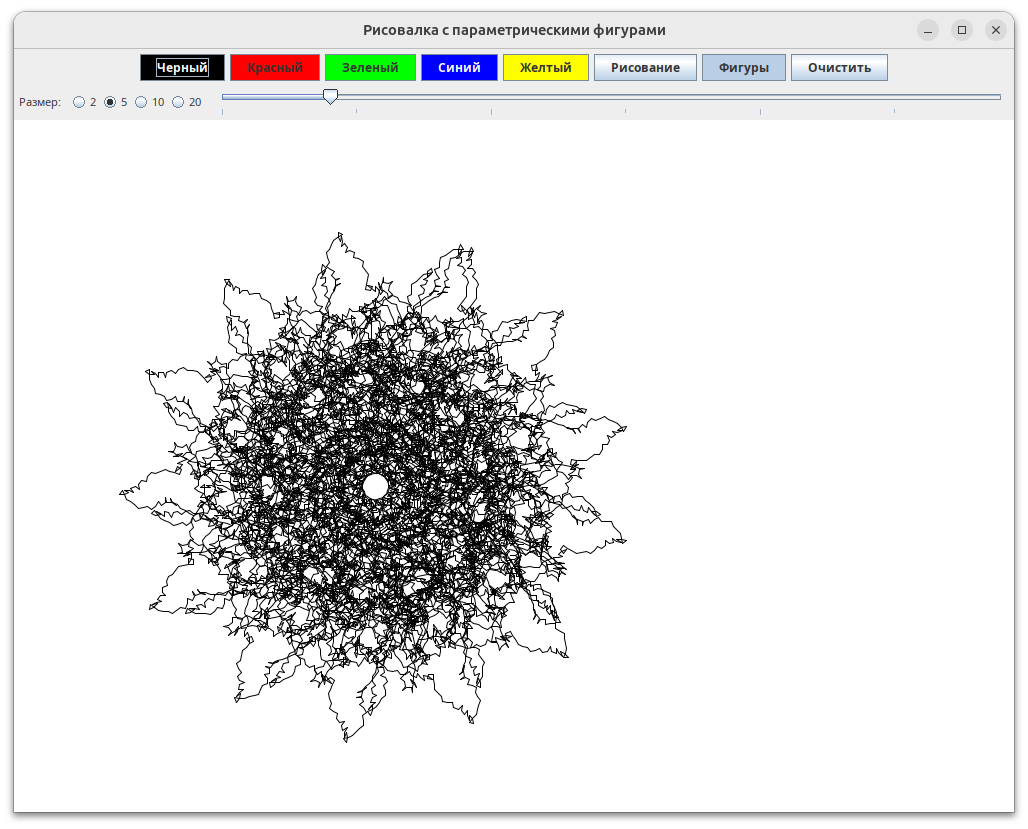 Рисовалка с параметрическими фигурами
Черный Красный Зеленый Синий Желтый Рисование Фигуры Очистить
Размер: 2 5 10 20